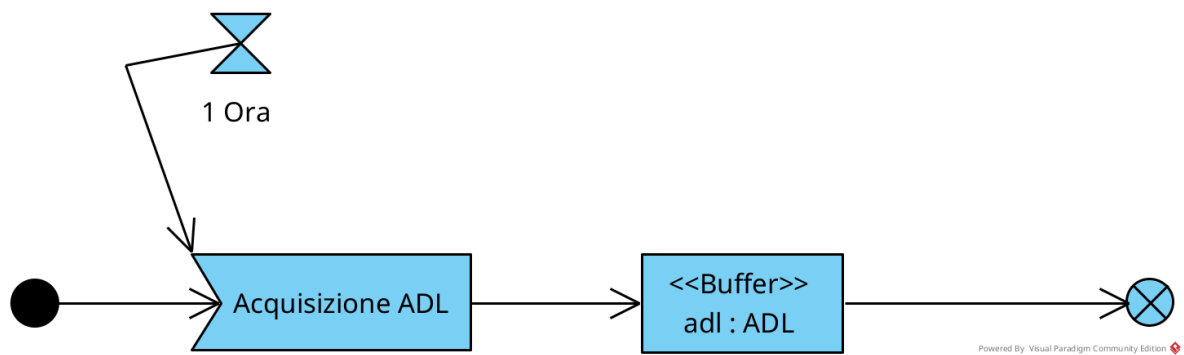 1 Ora
Acquisizione ADL
<<Buffer>>
adl : ADL
Powered By Visual Paradigm Community Edition